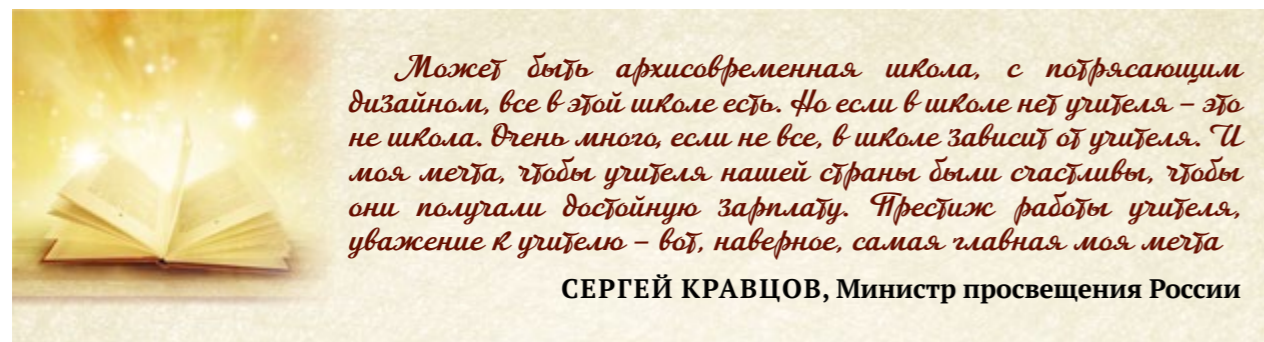 Может быть архисовременная школа, с потрясающим
дизайном, все в этой школе есть. Но если в школе нет учителя – это
не школа. Очень много, если не все, в школе зависит от учителя. И
моя мечта, чтобы учителя нашей страны были счастливы, чтобы
они получали достойную зарплату. Престиж работы учителя,
уважение к учителю – вот, наверное, самая главная моя мечта
СЕРГЕЙ КРАВЦОВ, Министр просвещения России